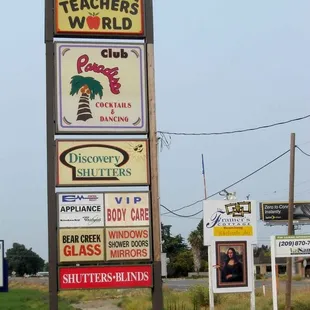 TEACHERS
WORLD
Club
Paradise
COCKTAILS
& DANCING
Discovery
SHUTTERS
APPLIANCE
VIP
BODY CARE
BEAR CREEK
GLASS
WINDOWS
SHOWER DOORS
MIRRORS
SHUTTERS•BLINDS
(209) 870-